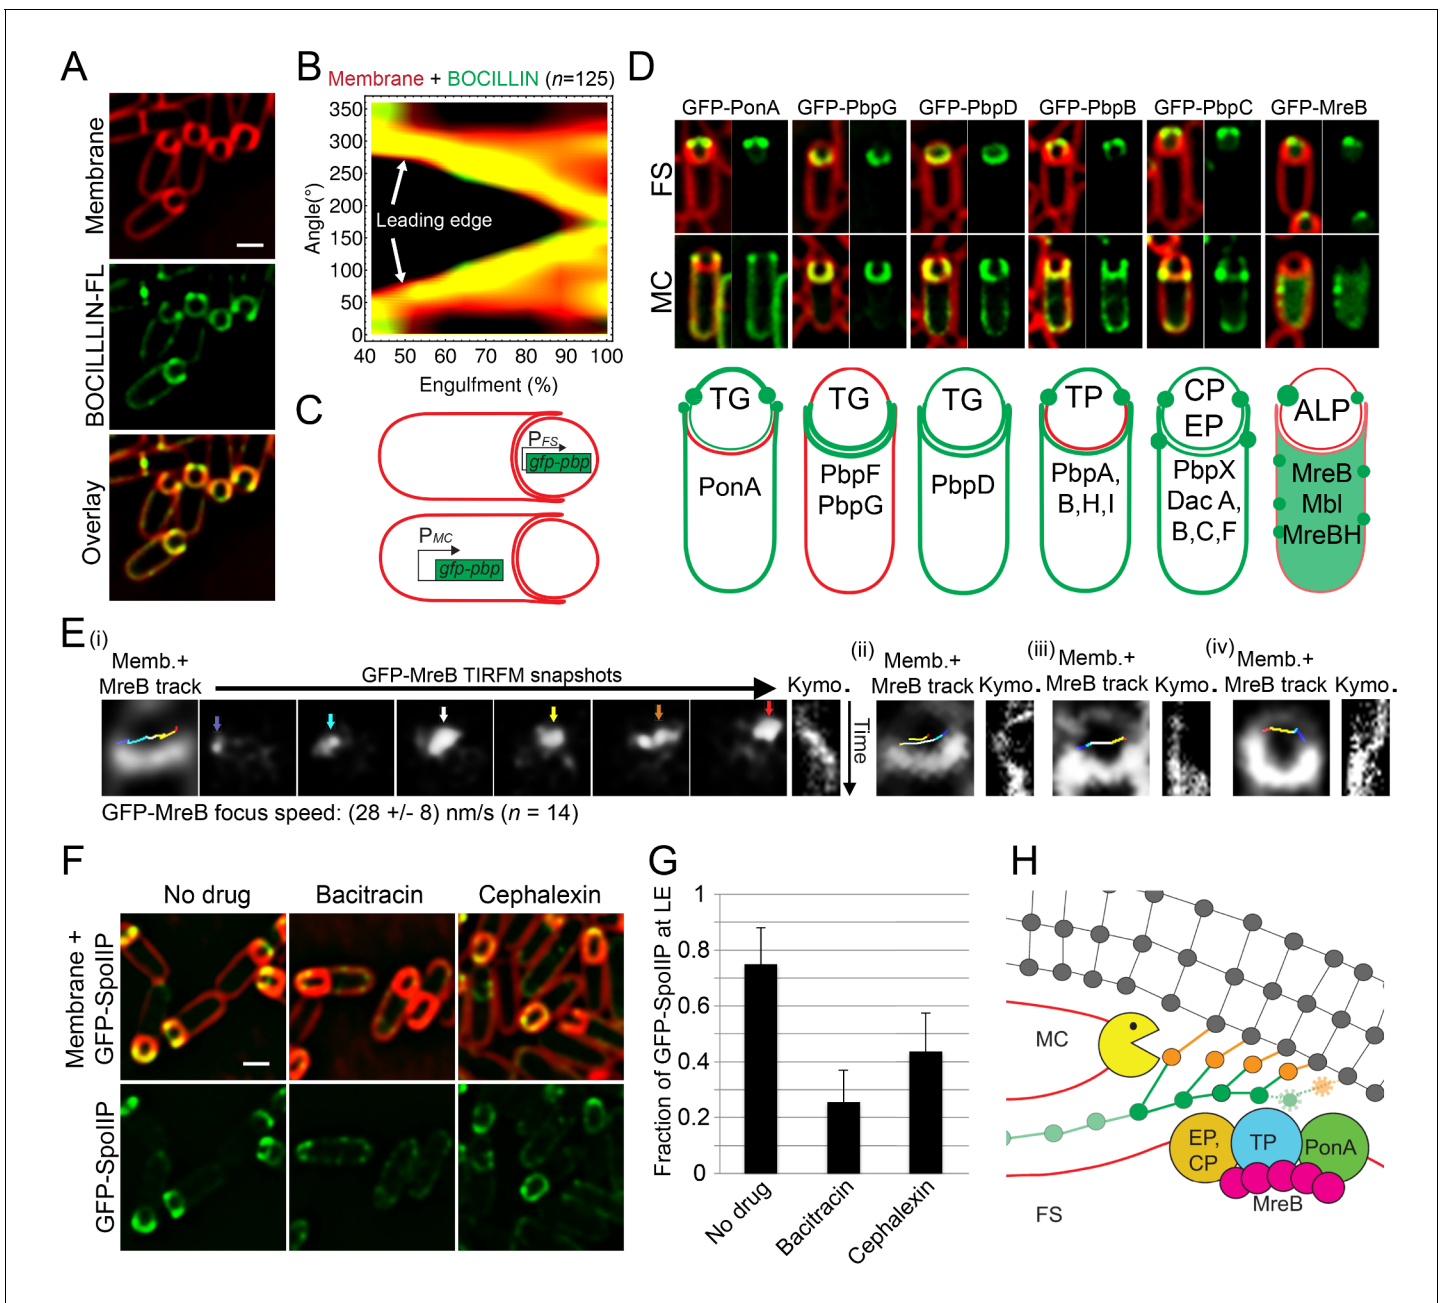 A
Membrane
BOCILLLIN-FL
Overlay
B
Membrane + BOCILLIN (n=125)
Angle(°)
350
300
250
200
150
100
50
0
Leading edge
40 50 60 70 80 90 100
Engulfment (%)
C
PFS
gfp-pbp
PMC
gfp-pbp
D
GFP-PonA GFP-PbpG GFP-PbpD GFP-PbpB GFP-PbpC GFP-MreB
FS
MC
TG
PonA
TG
PbpF
PbpG
TG
PbpD
TP
PbpA,
B,H,I
CP
EP
PbpX
Dac A,
B,C,F
ALP
MreB
Mbl
MreBH
E
(i)
Memb.+
MreB track
GFP-MreB TIRFM snapshots
Kymo.
Time
(ii)
Memb.+
MreB track
Kymo.
(iii)
Memb.+
MreB track
Kymo.
(iv)
Memb.+
MreB track
Kymo.
GFP-MreB focus speed: (28 +/- 8) nm/s (n = 14)
F
No drug Bacitracin Cephalexin
Membrane +
GFP-SpoIIP
GFP-SpoIIP
G
Fraction of GFP-SpoIIP at LE
1
0.8
0.6
0.4
0.2
0
No drug
Bacitracin
Cephalexin
H
MC
EP,
CP
TP
PonA
MreB
FS